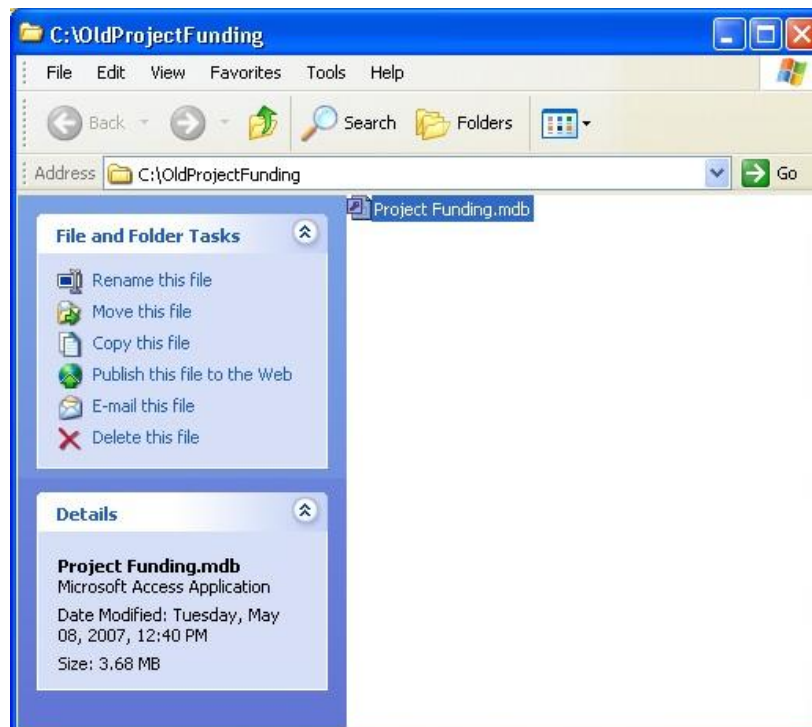 C:\OldProjectFunding
File Edit View Favorites Tools Help
Back Search Folders
Address C:\OldProjectFunding Go
Project Funding.mdb
File and Folder Tasks
Rename this file
Move this file
Copy this file
Publish this file to the Web
E-mail this file
Delete this file
Details
Project Funding.mdb
Microsoft Access Application
Date Modified: Tuesday, May
08, 2007, 12:40 PM
Size: 3.68 MB